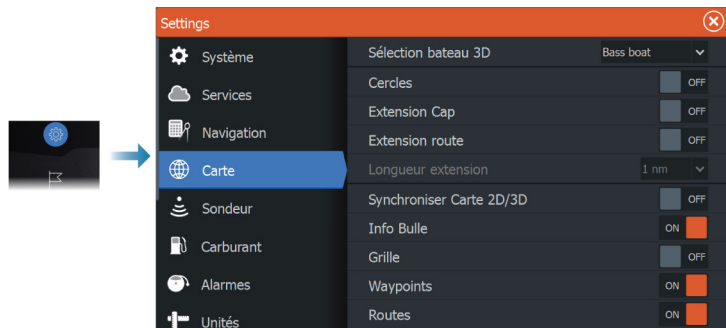 Settings
Système
Services
Navigation
Carte
Sondeur
Carburant
Alarmes
Unités
Sélection bateau 3D Bass boat
Cercles OFF
Extension Cap OFF
Extension route OFF
Longueur extension 1 nm
Synchroniser Carte 2D/3D OFF
Info Bulle ON
Grille OFF
Waypoints ON
Routes ON